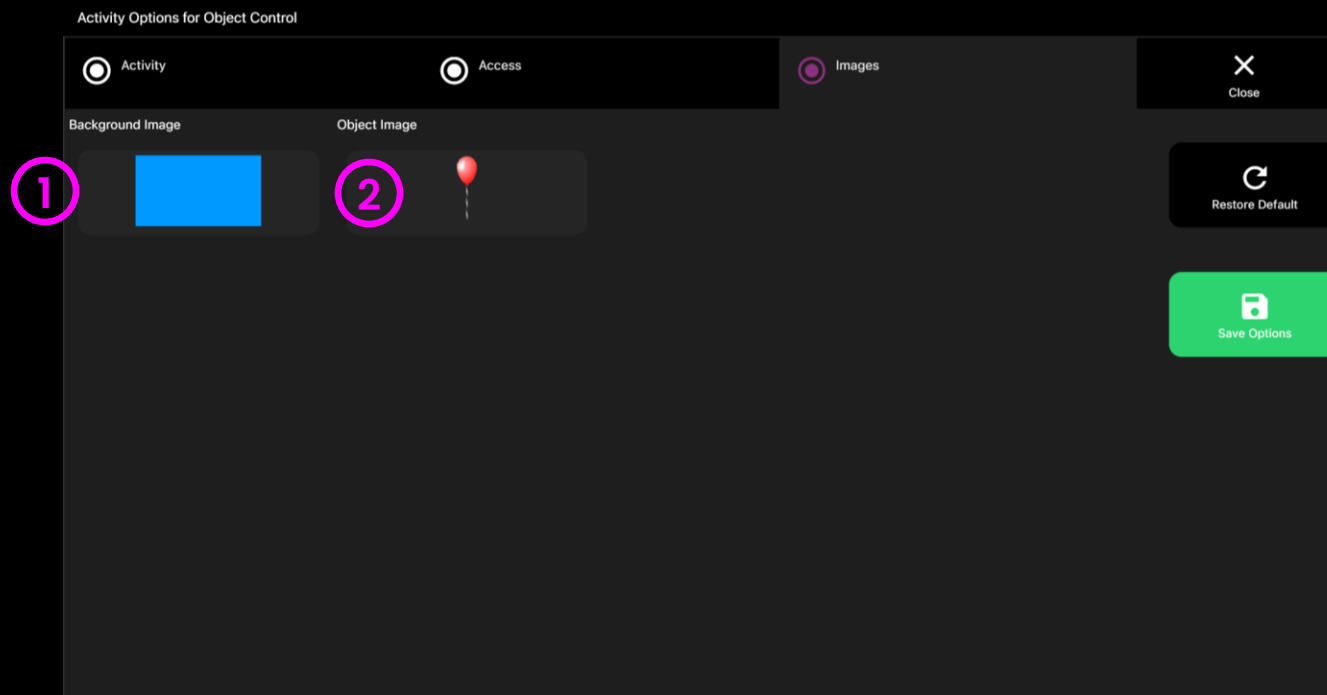 Activity Options for Object Control
Activity
Access
Images
Close
Background Image
Object Image
1
2
Restore Default
Save Options